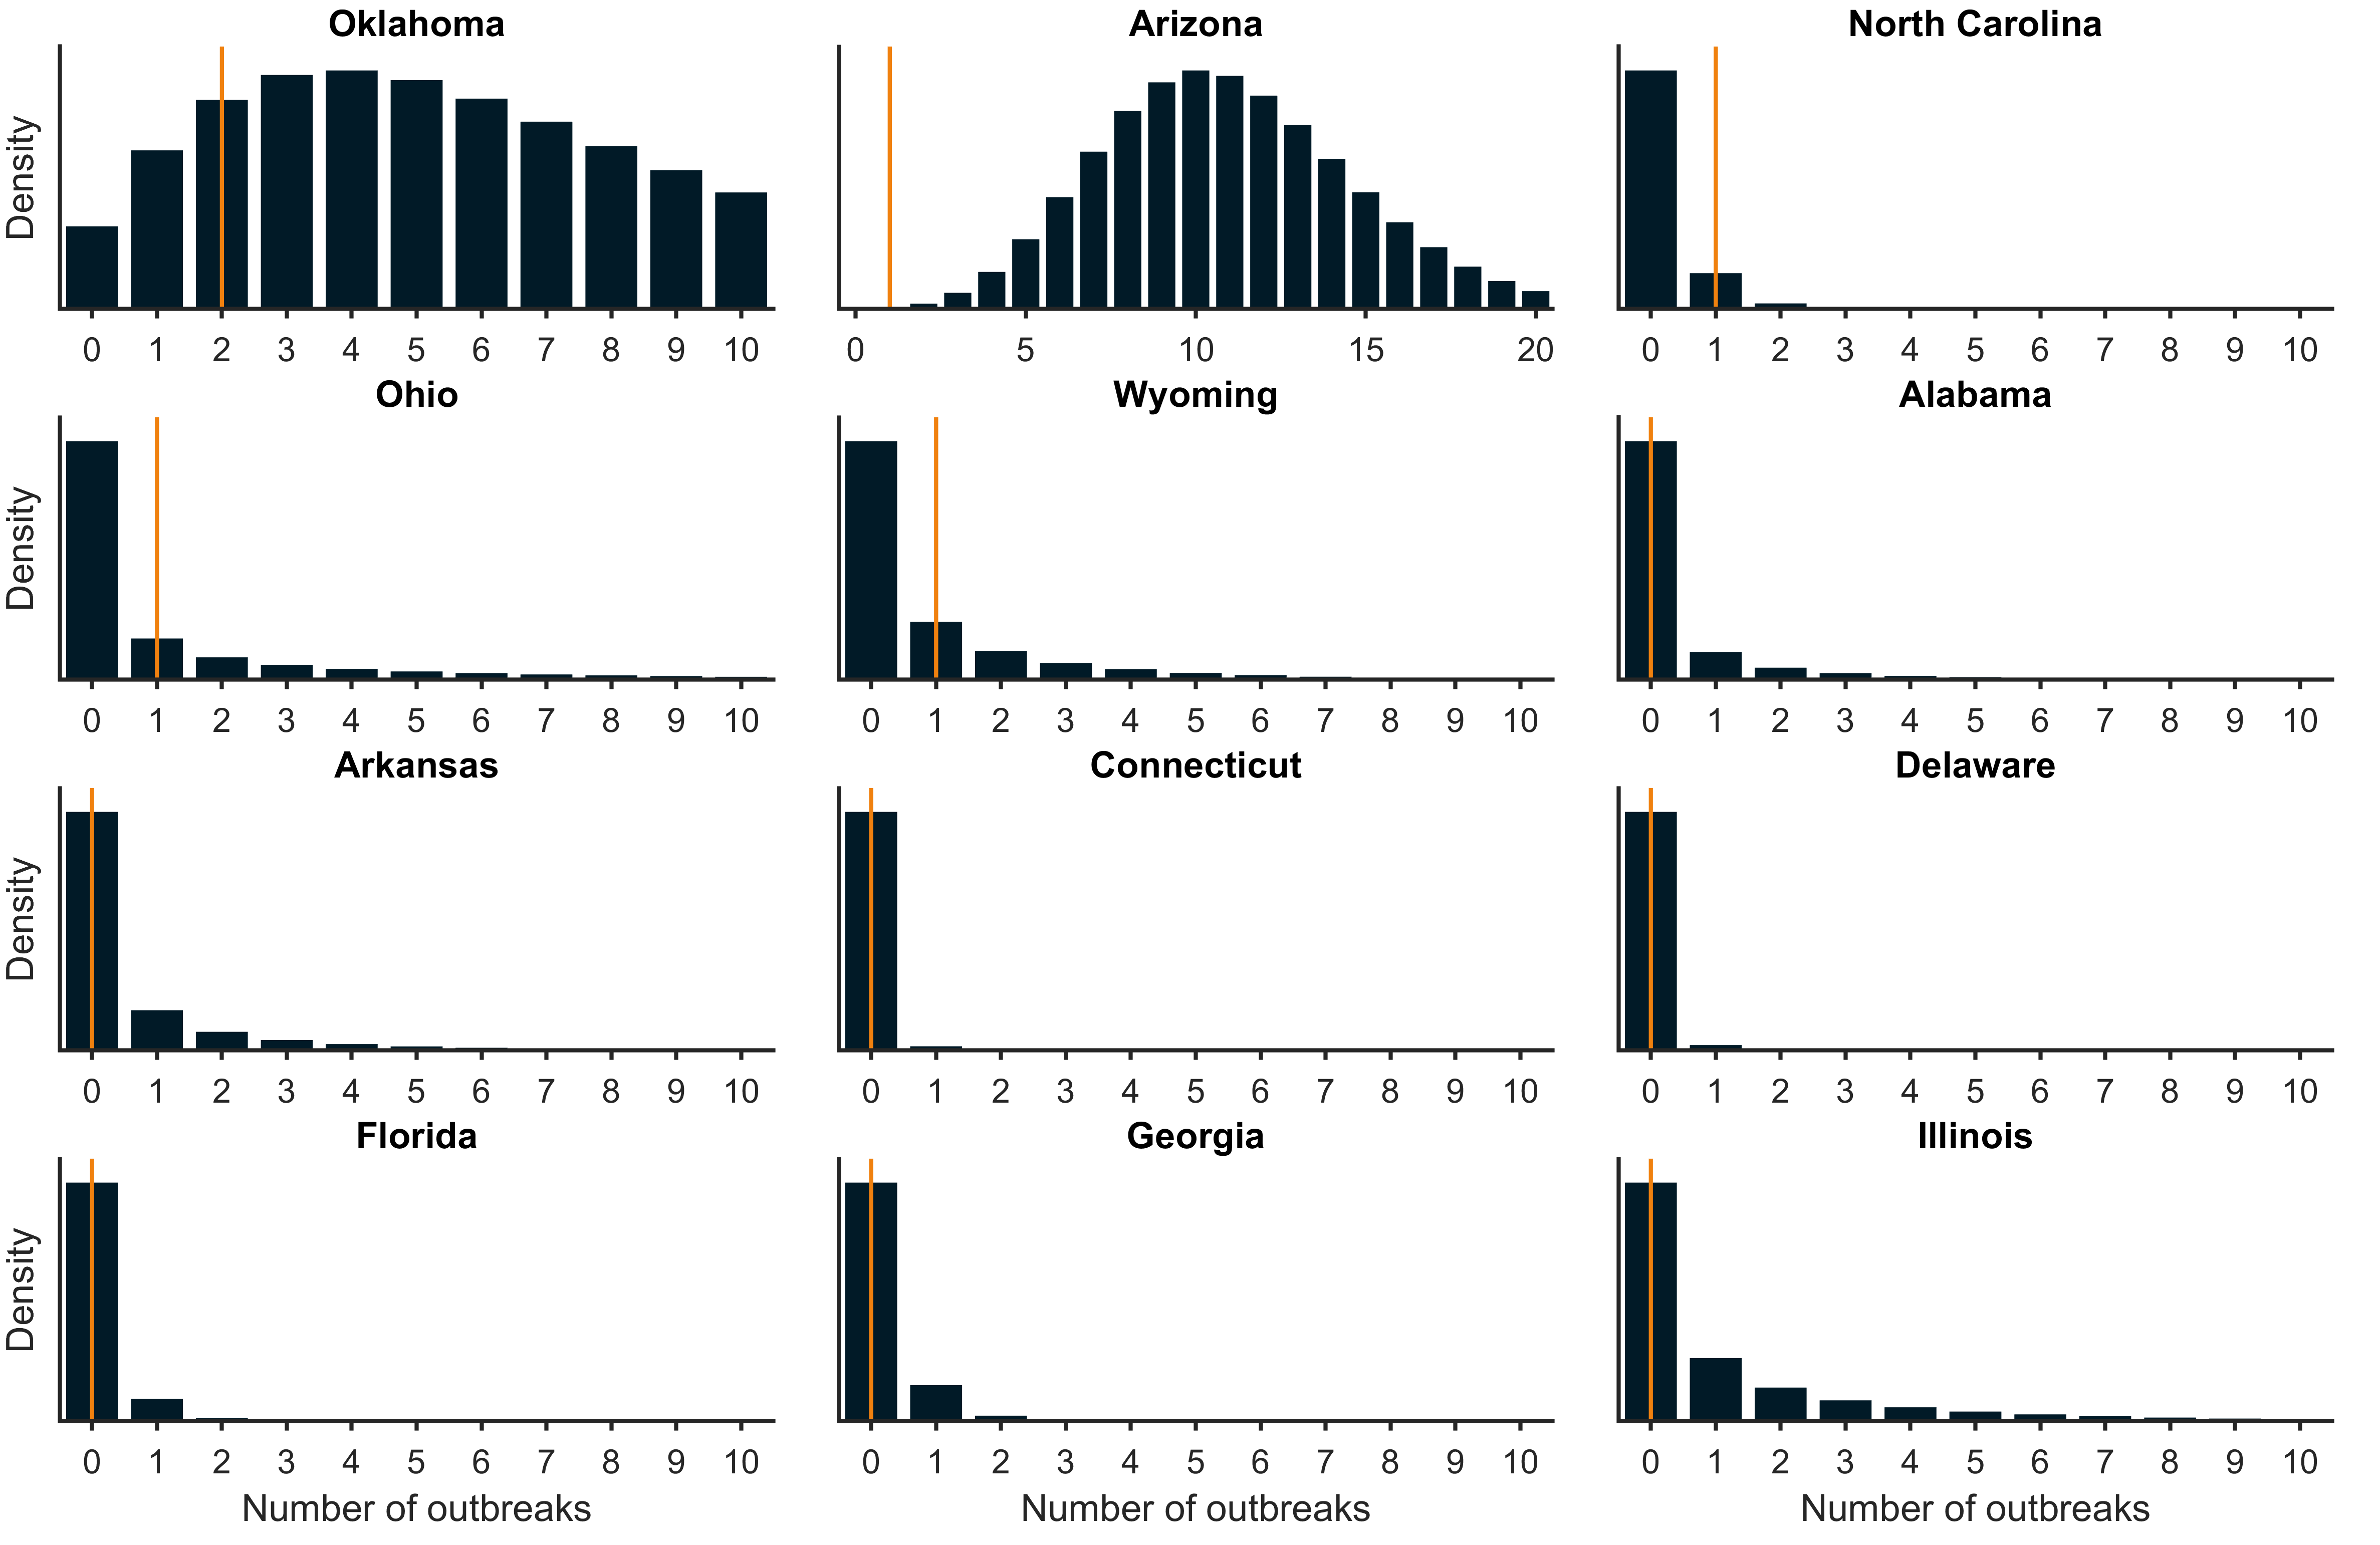 Oklahoma Arizona North Carolina
Density
0 1 2 3 4 5 6 7 8 9 10 0 5 10 15 20 0 1 2 3 4 5 6 7 8 9 10
Ohio Wyoming Alabama
Density
0 1 2 3 4 5 6 7 8 9 10 0 1 2 3 4 5 6 7 8 9 10 0 1 2 3 4 5 6 7 8 9 10
Arkansas Connecticut Delaware
Density
0 1 2 3 4 5 6 7 8 9 10 0 1 2 3 4 5 6 7 8 9 10 0 1 2 3 4 5 6 7 8 9 10
Florida Georgia Illinois
Density
0 1 2 3 4 5 6 7 8 9 10 0 1 2 3 4 5 6 7 8 9 10 0 1 2 3 4 5 6 7 8 9 10
Number of outbreaks Number of outbreaks Number of outbreaks